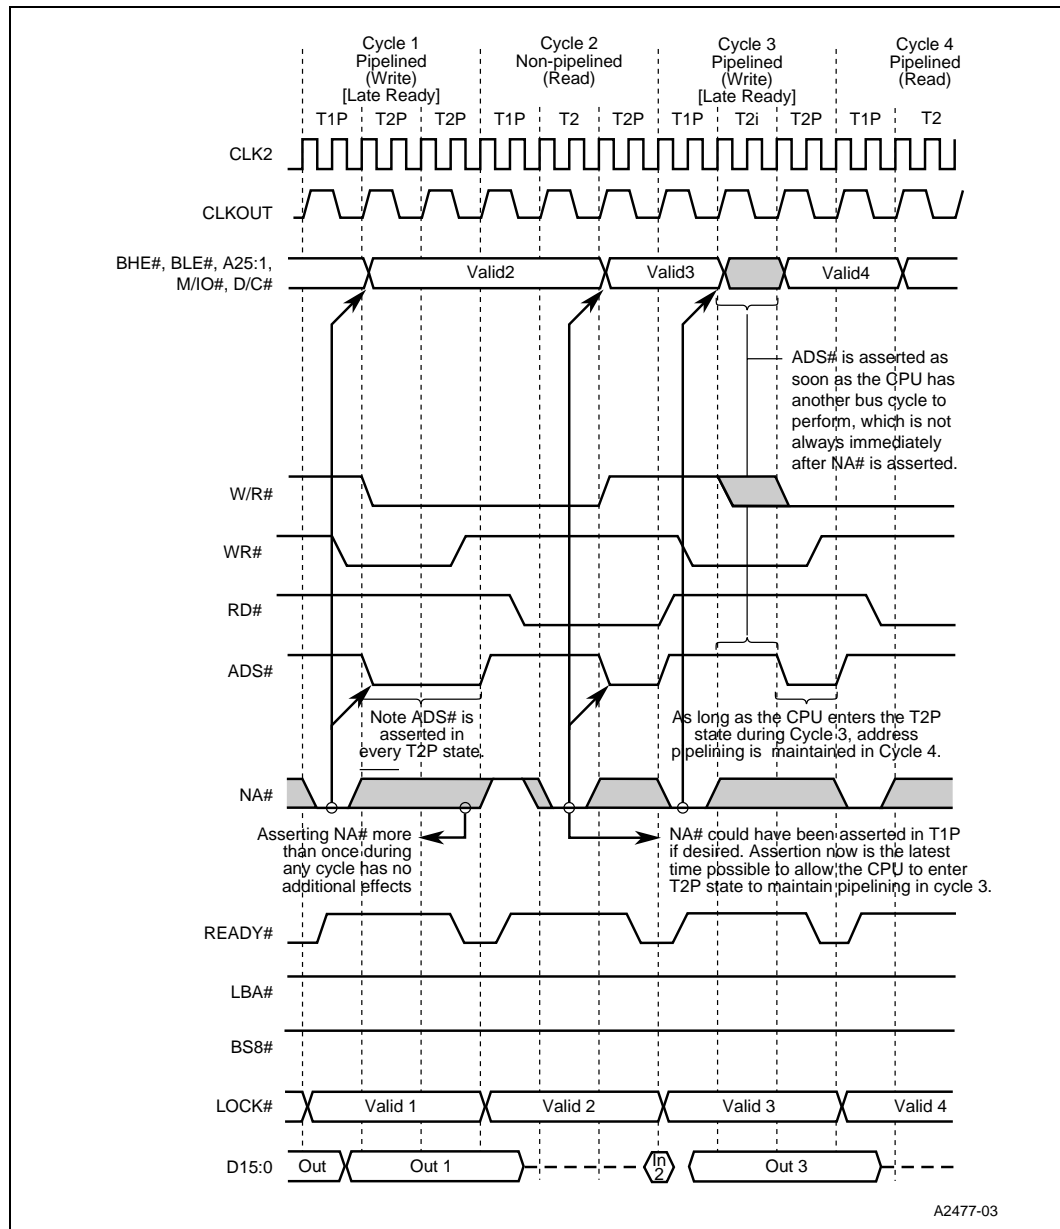 Cycle 1
Pipelined
(Write)
[Late Ready]
Cycle 2
Non-pipelined
(Read)
Cycle 3
Pipelined
(Write)
[Late Ready]
Cycle 4
Pipelined
(Read)
T1P T2P T2P T1P T2 T2P T1P T2i T2P T1P T2
CLK2
CLKOUT
BHE#, BLE#, A25:1,
M/IO#, D/C#
Valid2 Valid3 Valid4
ADS# is asserted as
soon as the CPU has
another bus cycle to
perform, which is not
always immediately
after NA# is asserted.
W/R#
WR#
RD#
ADS#
Note ADS# is
asserted in
every T2P state.
As long as the CPU enters the T2P
state during Cycle 3, address
pipelining is maintained in Cycle 4.
NA#
Asserting NA# more
than once during
any cycle has no
additional effects
NA# could have been asserted in T1P
if desired. Assertion now is the latest
time possible to allow the CPU to enter
T2P state to maintain pipelining in cycle 3.
READY#
LBA#
BS8#
LOCK# Valid 1 Valid 2 Valid 3 Valid 4
D15:0 Out Out 1 In 2 Out 3
A2477-03